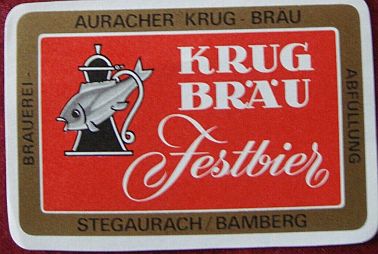 AURACHER KRUG - BRÄU
BRAUEREI -
KRUG
BRÄU
Festbier
ABFÜLLUNG
STEGAURACH/BAMBERG